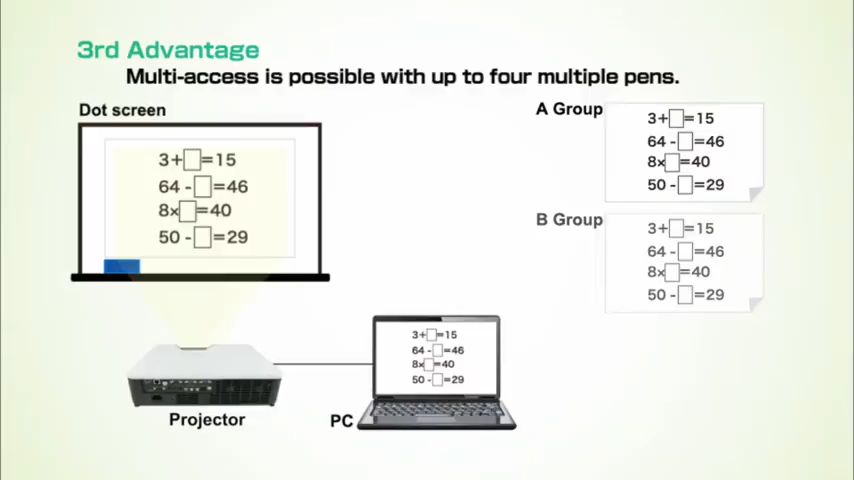 3rd Advantage
Multi-access is possible with up to four multiple pens.
Dot screen
3+□=15
64 -□=46
8×□=40
50 -□=29
A Group
3+□=15
64 -□=46
8×□=40
50 -□=29
B Group
3+□=15
64 -□=46
8×□=40
50 -□=29
3+□=15
64 -□=46
8×□=40
50 -□=29
Projector
PC